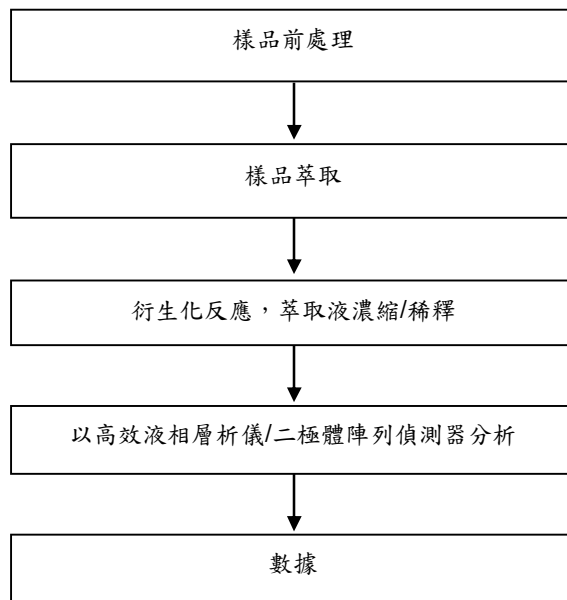 樣品前處理
樣品萃取
衍生化反應，萃取液濃縮/稀釋
以高效液相層析儀/二極體陣列偵測器分析
數據